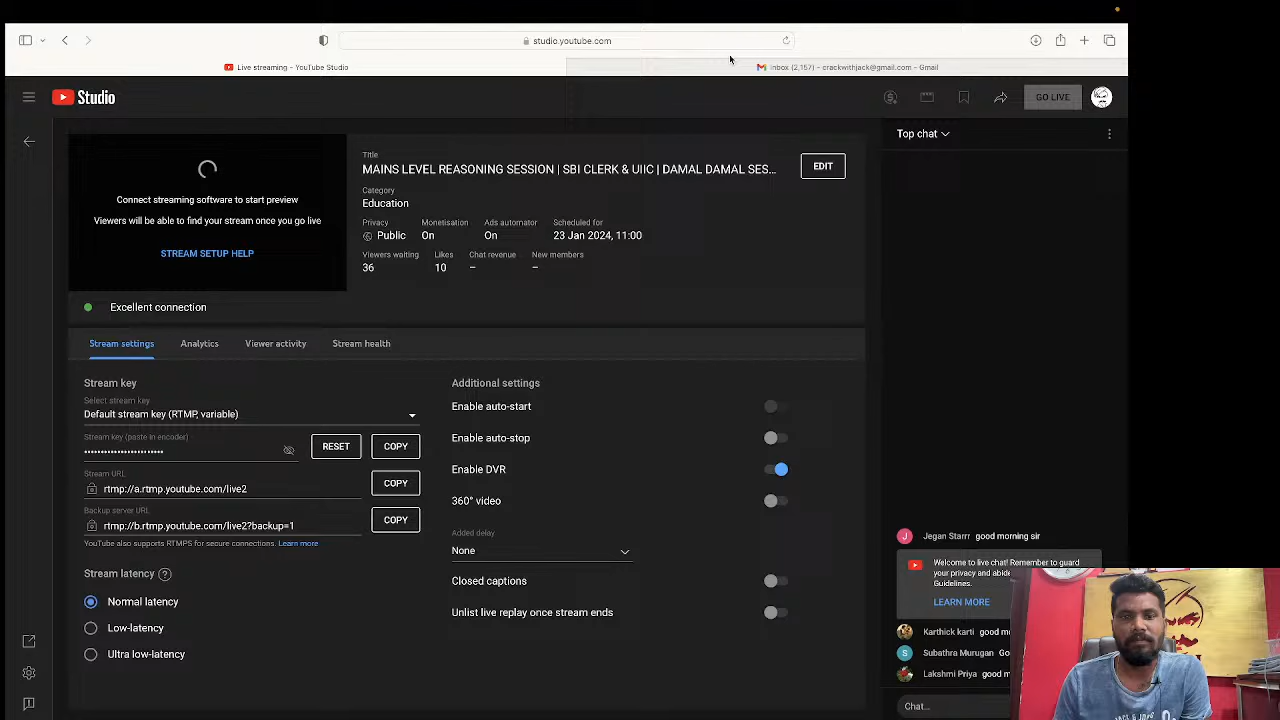 studio.youtube.com
Live streaming - YouTube Studio
Inbox (2,157) - crackwithjack@gmail.com - Gmail
Studio
GO LIVE
Connect streaming software to start preview
Viewers will be able to find your stream once you go live
STREAM SETUP HELP
Title
MAINS LEVEL REASONING SESSION | SBI CLERK & UIIC | DAMAL DAMAL SES...
EDIT
Category
Education
Privacy Monetisation Ads automator Scheduled for
Public On On 23 Jan 2024, 11:00
Viewers waiting Likes Chat revenue New members
36 10 – –
Excellent connection
Stream settings Analytics Viewer activity Stream health
Stream key
Select stream key
Default stream key (RTMP, variable)
Stream key (paste in encoder)
RESET COPY
Stream URL
rtmp://a.rtmp.youtube.com/live2
COPY
Backup server URL
rtmp://b.rtmp.youtube.com/live2?backup=1
COPY
YouTube also supports RTMPS for secure connections. Learn more
Stream latency
Normal latency
Low-latency
Ultra low-latency
Additional settings
Enable auto-start
Enable auto-stop
Enable DVR
360° video
Added delay
None
Closed captions
Unlist live replay once stream ends
Top chat
J Jegan Starrr good morning sir
Welcome to live chat! Remember to guard
your privacy and abide
Guidelines.
LEARN MORE
Karthick karti good m
S Subathra Murugan Go
Lakshmi Priya good m
Chat...